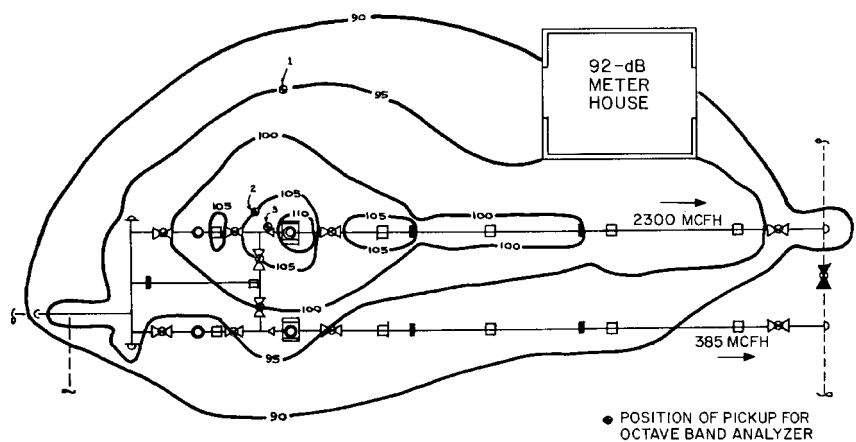 90
1
92-dB
METER
HOUSE
95
100
2
105
105
3
110
105
100
2300 MCFH
105
100
105
100
95
385 MCFH
90
POSITION OF PICKUP FOR
OCTAVE BAND ANALYZER